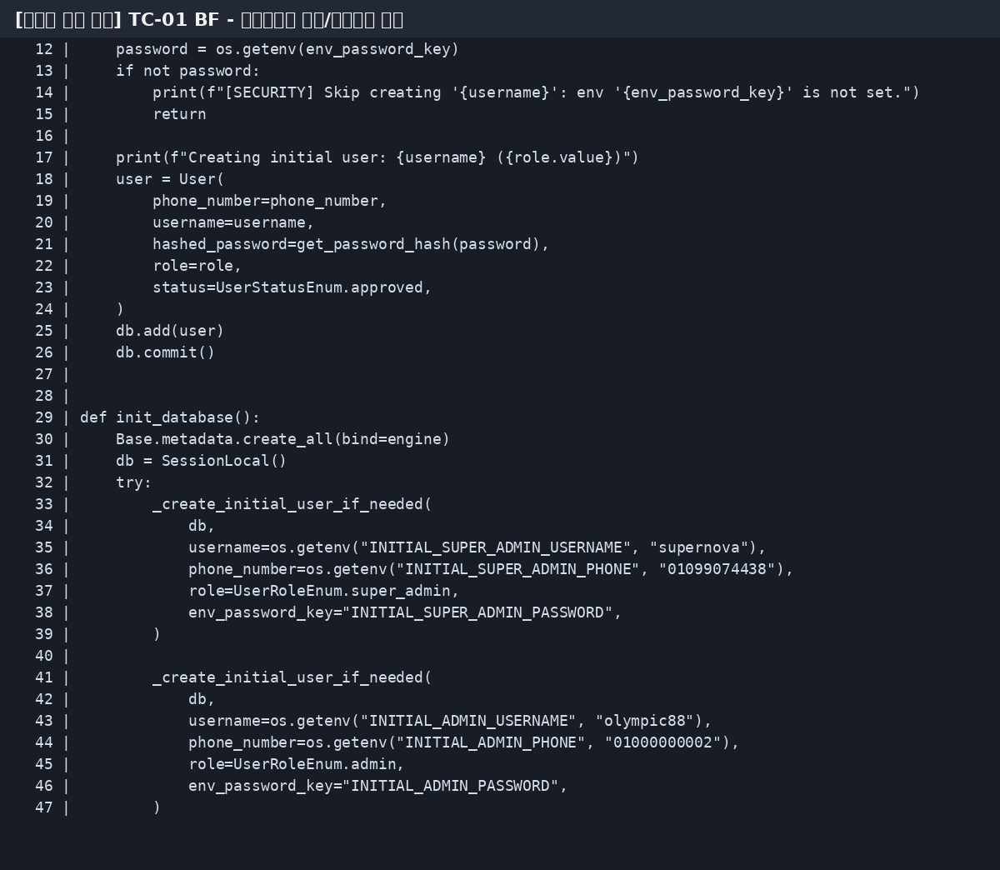 [ ] TC-01 BF - /
12 |     password = os.getenv(env_password_key)
13 |     if not password:
14 |         print(f"[SECURITY] Skip creating '{username}': env '{env_password_key}' is not set.")
15 |         return
16 |
17 |     print(f"Creating initial user: {username} ({role.value})")
18 |     user = User(
19 |         phone_number=phone_number,
20 |         username=username,
21 |         hashed_password=get_password_hash(password),
22 |         role=role,
23 |         status=UserStatusEnum.approved,
24 |     )
25 |     db.add(user)
26 |     db.commit()
27 |
28 |
29 | def init_database():
30 |     Base.metadata.create_all(bind=engine)
31 |     db = SessionLocal()
32 |     try:
33 |         _create_initial_user_if_needed(
34 |             db,
35 |             username=os.getenv("INITIAL_SUPER_ADMIN_USERNAME", "supernova"),
36 |             phone_number=os.getenv("INITIAL_SUPER_ADMIN_PHONE", "01099074438"),
37 |             role=UserRoleEnum.super_admin,
38 |             env_password_key="INITIAL_SUPER_ADMIN_PASSWORD",
39 |         )
40 |
41 |         _create_initial_user_if_needed(
42 |             db,
43 |             username=os.getenv("INITIAL_ADMIN_USERNAME", "olympic88"),
44 |             phone_number=os.getenv("INITIAL_ADMIN_PHONE", "01000000002"),
45 |             role=UserRoleEnum.admin,
46 |             env_password_key="INITIAL_ADMIN_PASSWORD",
47 |         )